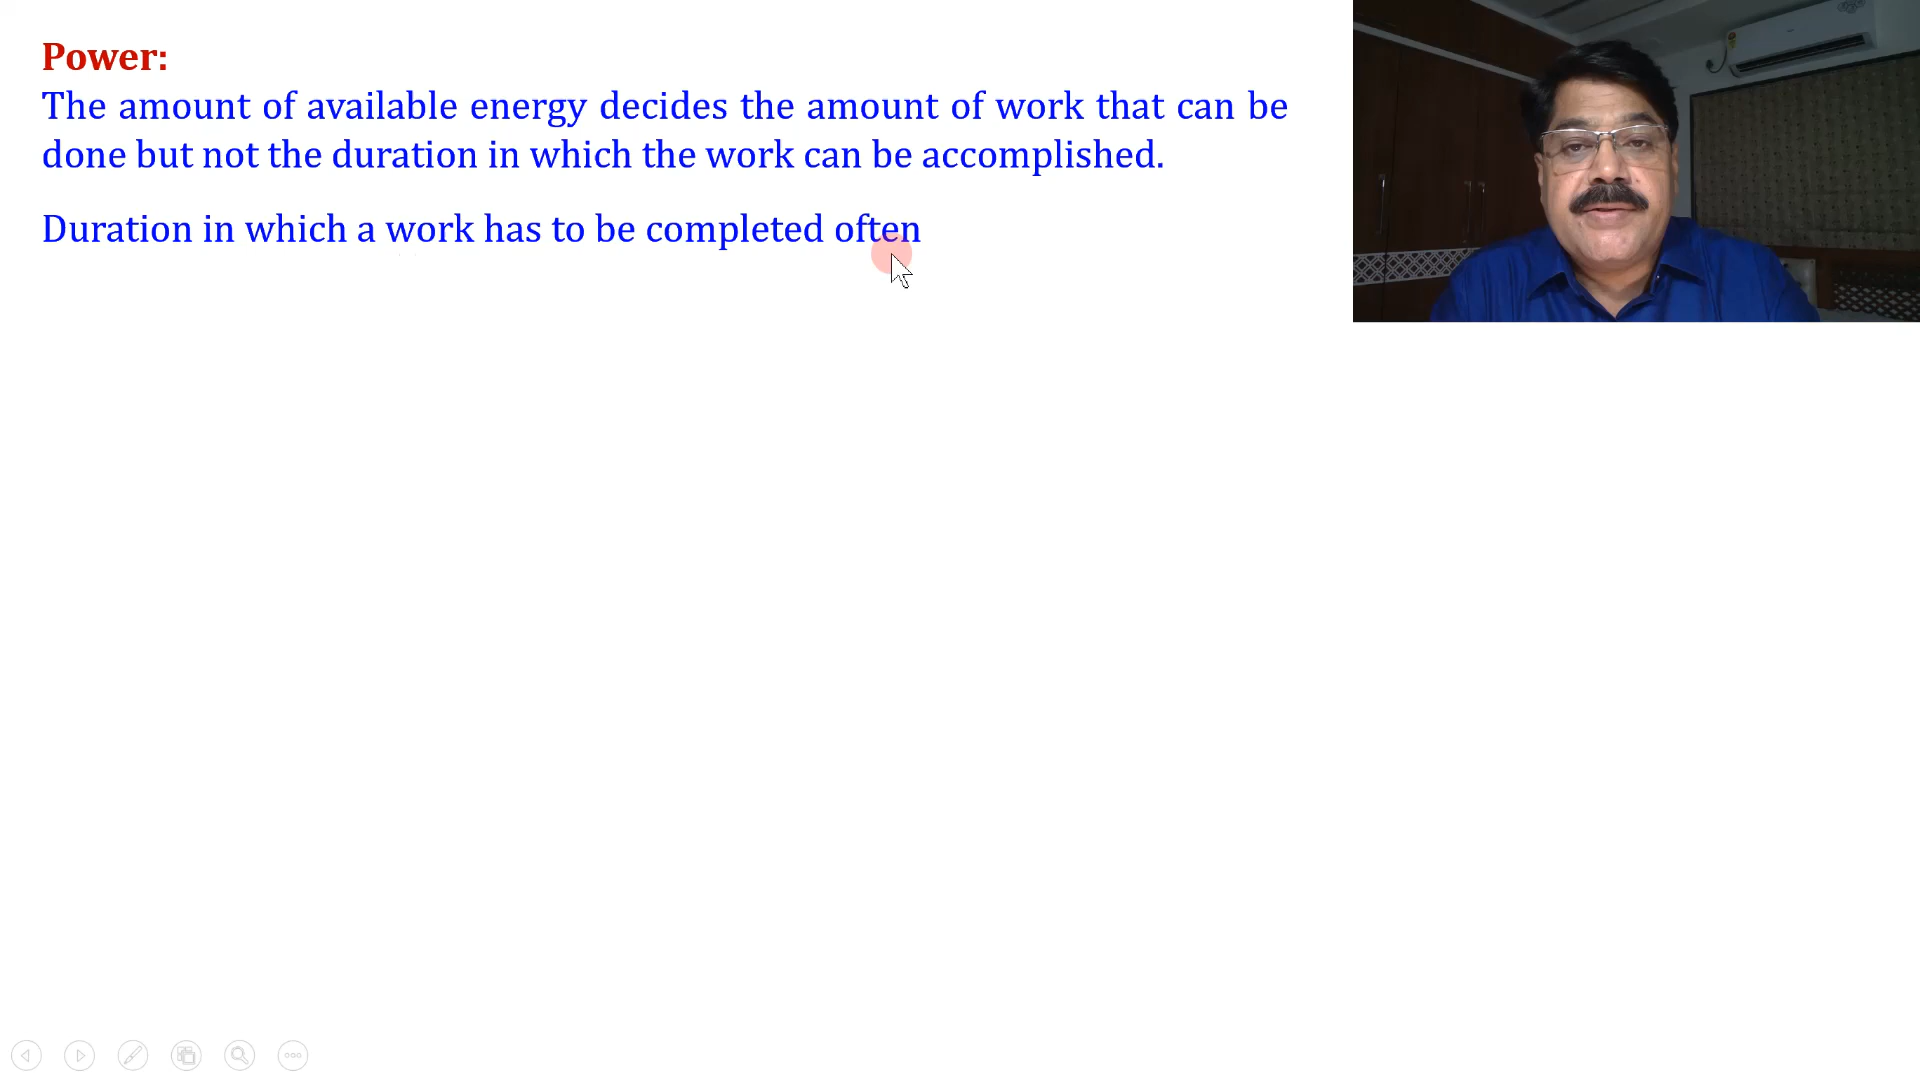 Power:
The amount of available energy decides the amount of work that can be
done but not the duration in which the work can be accomplished.
Duration in which a work has to be completed often